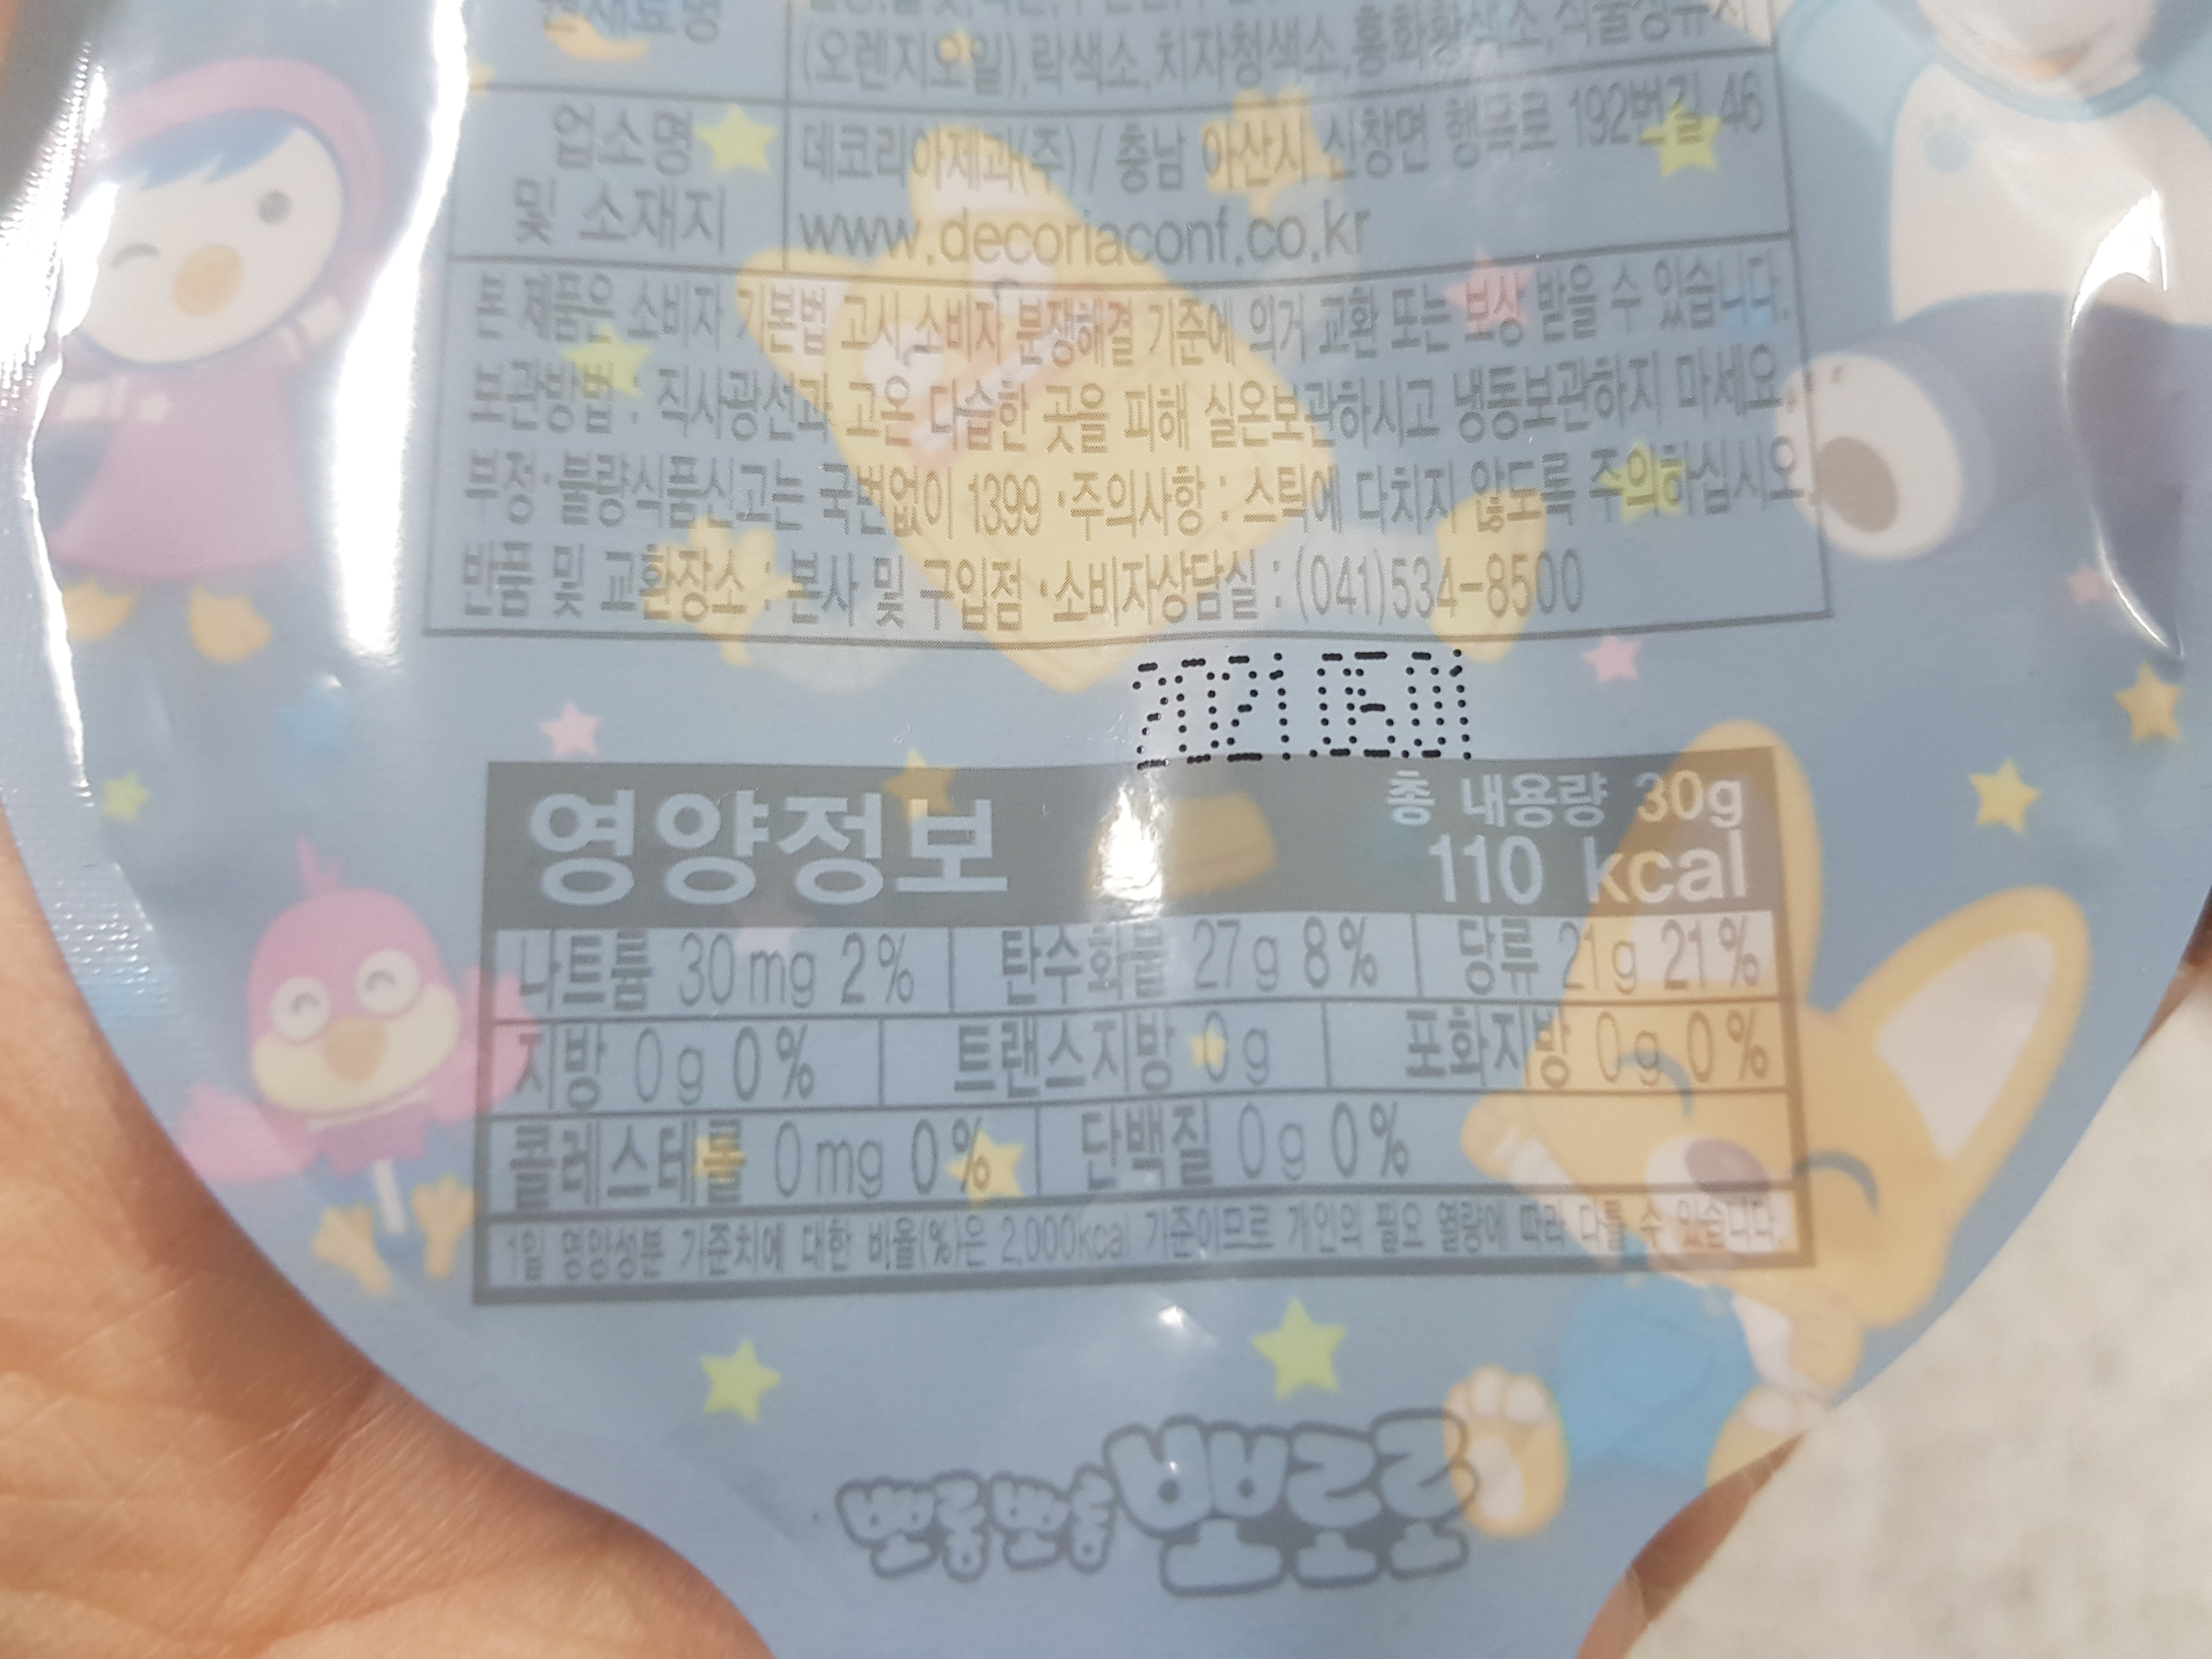 원재료명
(오렌지오일),락색소,치자청색소,홍화황색소,식물성유지
업소명
및 소재지
데코리아제과(주) / 충남 아산시 신창면 행목로 192번길 46
www.decoriaconf.co.kr
본 제품은 소비자 기본법 고시 소비자 분쟁해결 기준에 의거 교환 또는 보상 받을 수 있습니다.
보관방법 : 직사광선과 고온 다습한 곳을 피해 실온보관하시고 냉동보관하지 마세요.
부정·불량식품신고는 국번없이 1399 ·주의사항 : 스틱에 다치지 않도록 주의하십시오.
반품 및 교환장소 : 본사 및 구입점 ·소비자상담실 : (041)534-8500
2021.05.01
영양정보
총 내용량 30g
110 kcal
나트륨 30mg 2% 탄수화물 27g 8% 당류 21g 21%
지방 0g 0% 트랜스지방 0g 포화지방 0g 0%
콜레스테롤 0mg 0% 단백질 0g 0%
1일 영양성분 기준치에 대한 비율(%)은 2,000kcal 기준이므로 개인의 필요 열량에 따라 다를 수 있습니다.
뽀롱뽀롱 뽀로로